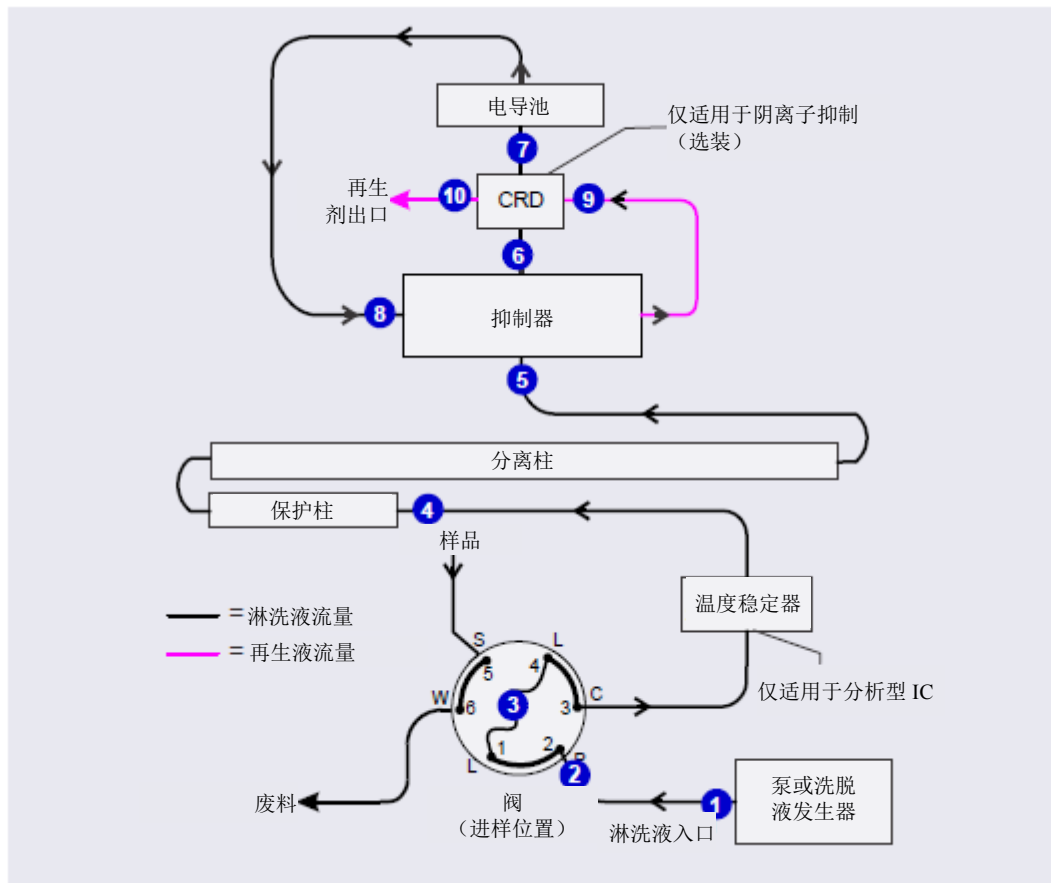 电导池
仅适用于阴离子抑制
（选装）
7
再生
剂出口
10
CRD
9
6
8
抑制器
5
分离柱
保护柱
4
样品
温度稳定器
= 淋洗液流量
= 再生液流量
S
L
5
4
W
C
6
3
3
仅适用于分析型 IC
1
2
L
P
2
废料
阀
（进样位置）
1
淋洗液入口
泵或洗脱
液发生器